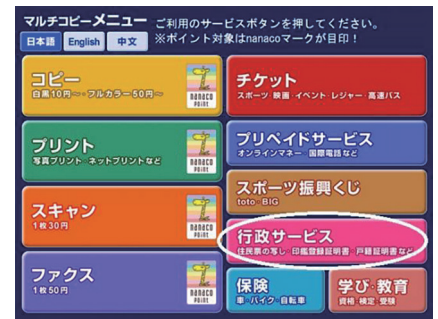 マルチコピーメニュー
ご利用のサービスボタンを押してください。
日本語 English 中文 ※ポイント対象はnanacoマークが目印!
コピー
白黒10円～・フルカラー50円～
nanaco
POINT
チケット
スポーツ・映画・イベント・レジャー・高速バス
プリント
写真プリント・ネットプリントなど
nanaco
POINT
プリペイドサービス
オンラインマネー・国際電話など
スポーツ振興くじ
toto・BIG
スキャン
1枚30円
nanaco
POINT
行政サービス
住民票の写し・印鑑登録証明書・戸籍証明書など
ファクス
1枚50円
nanaco
POINT
保険
車・バイク・自転車
学び・教育
資格・検定・受験